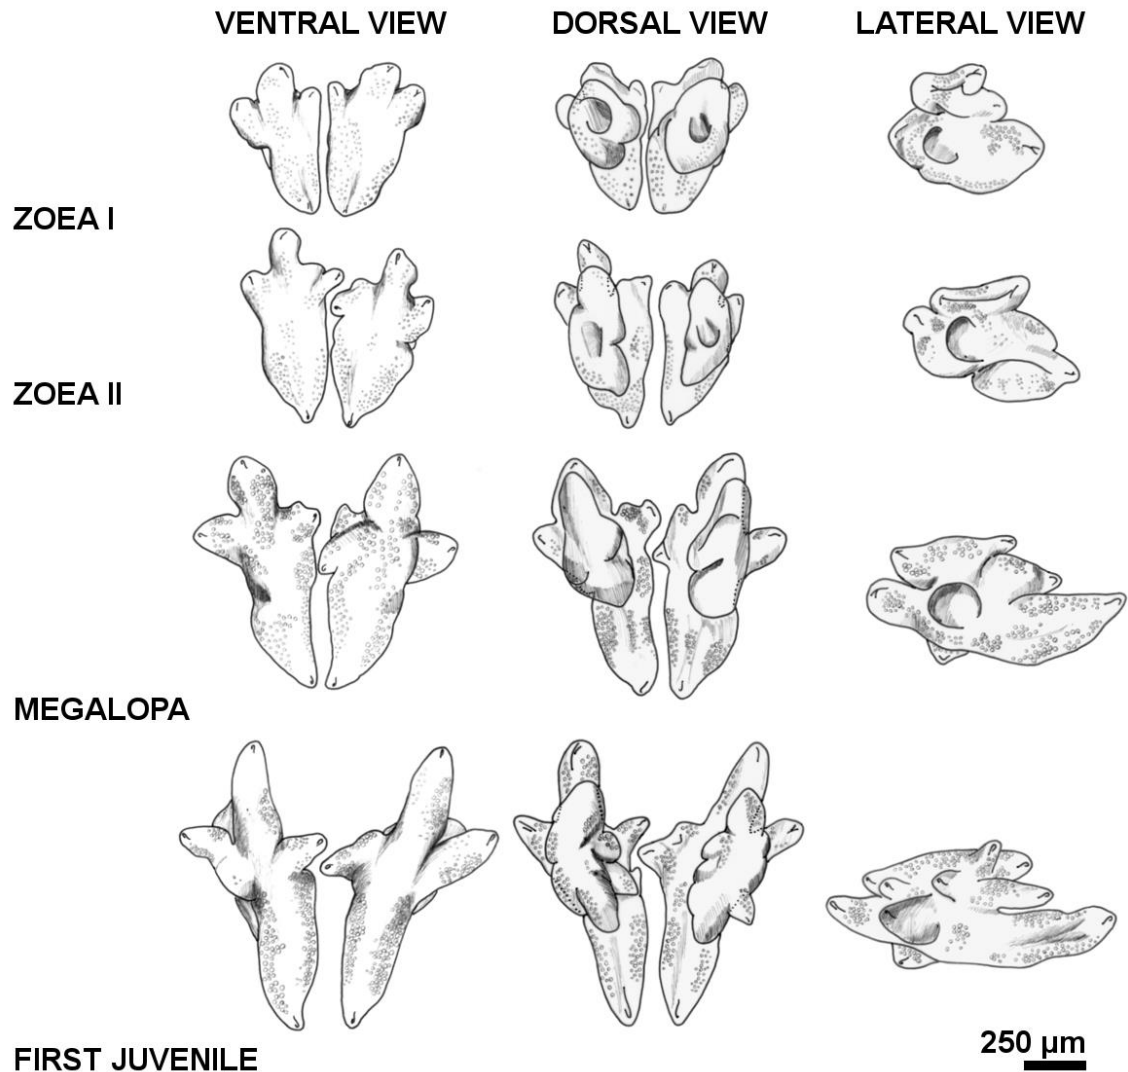 VENTRAL VIEW DORSAL VIEW LATERAL VIEW
ZOEA I
ZOEA II
MEGALOPA
250 µm
FIRST JUVENILE